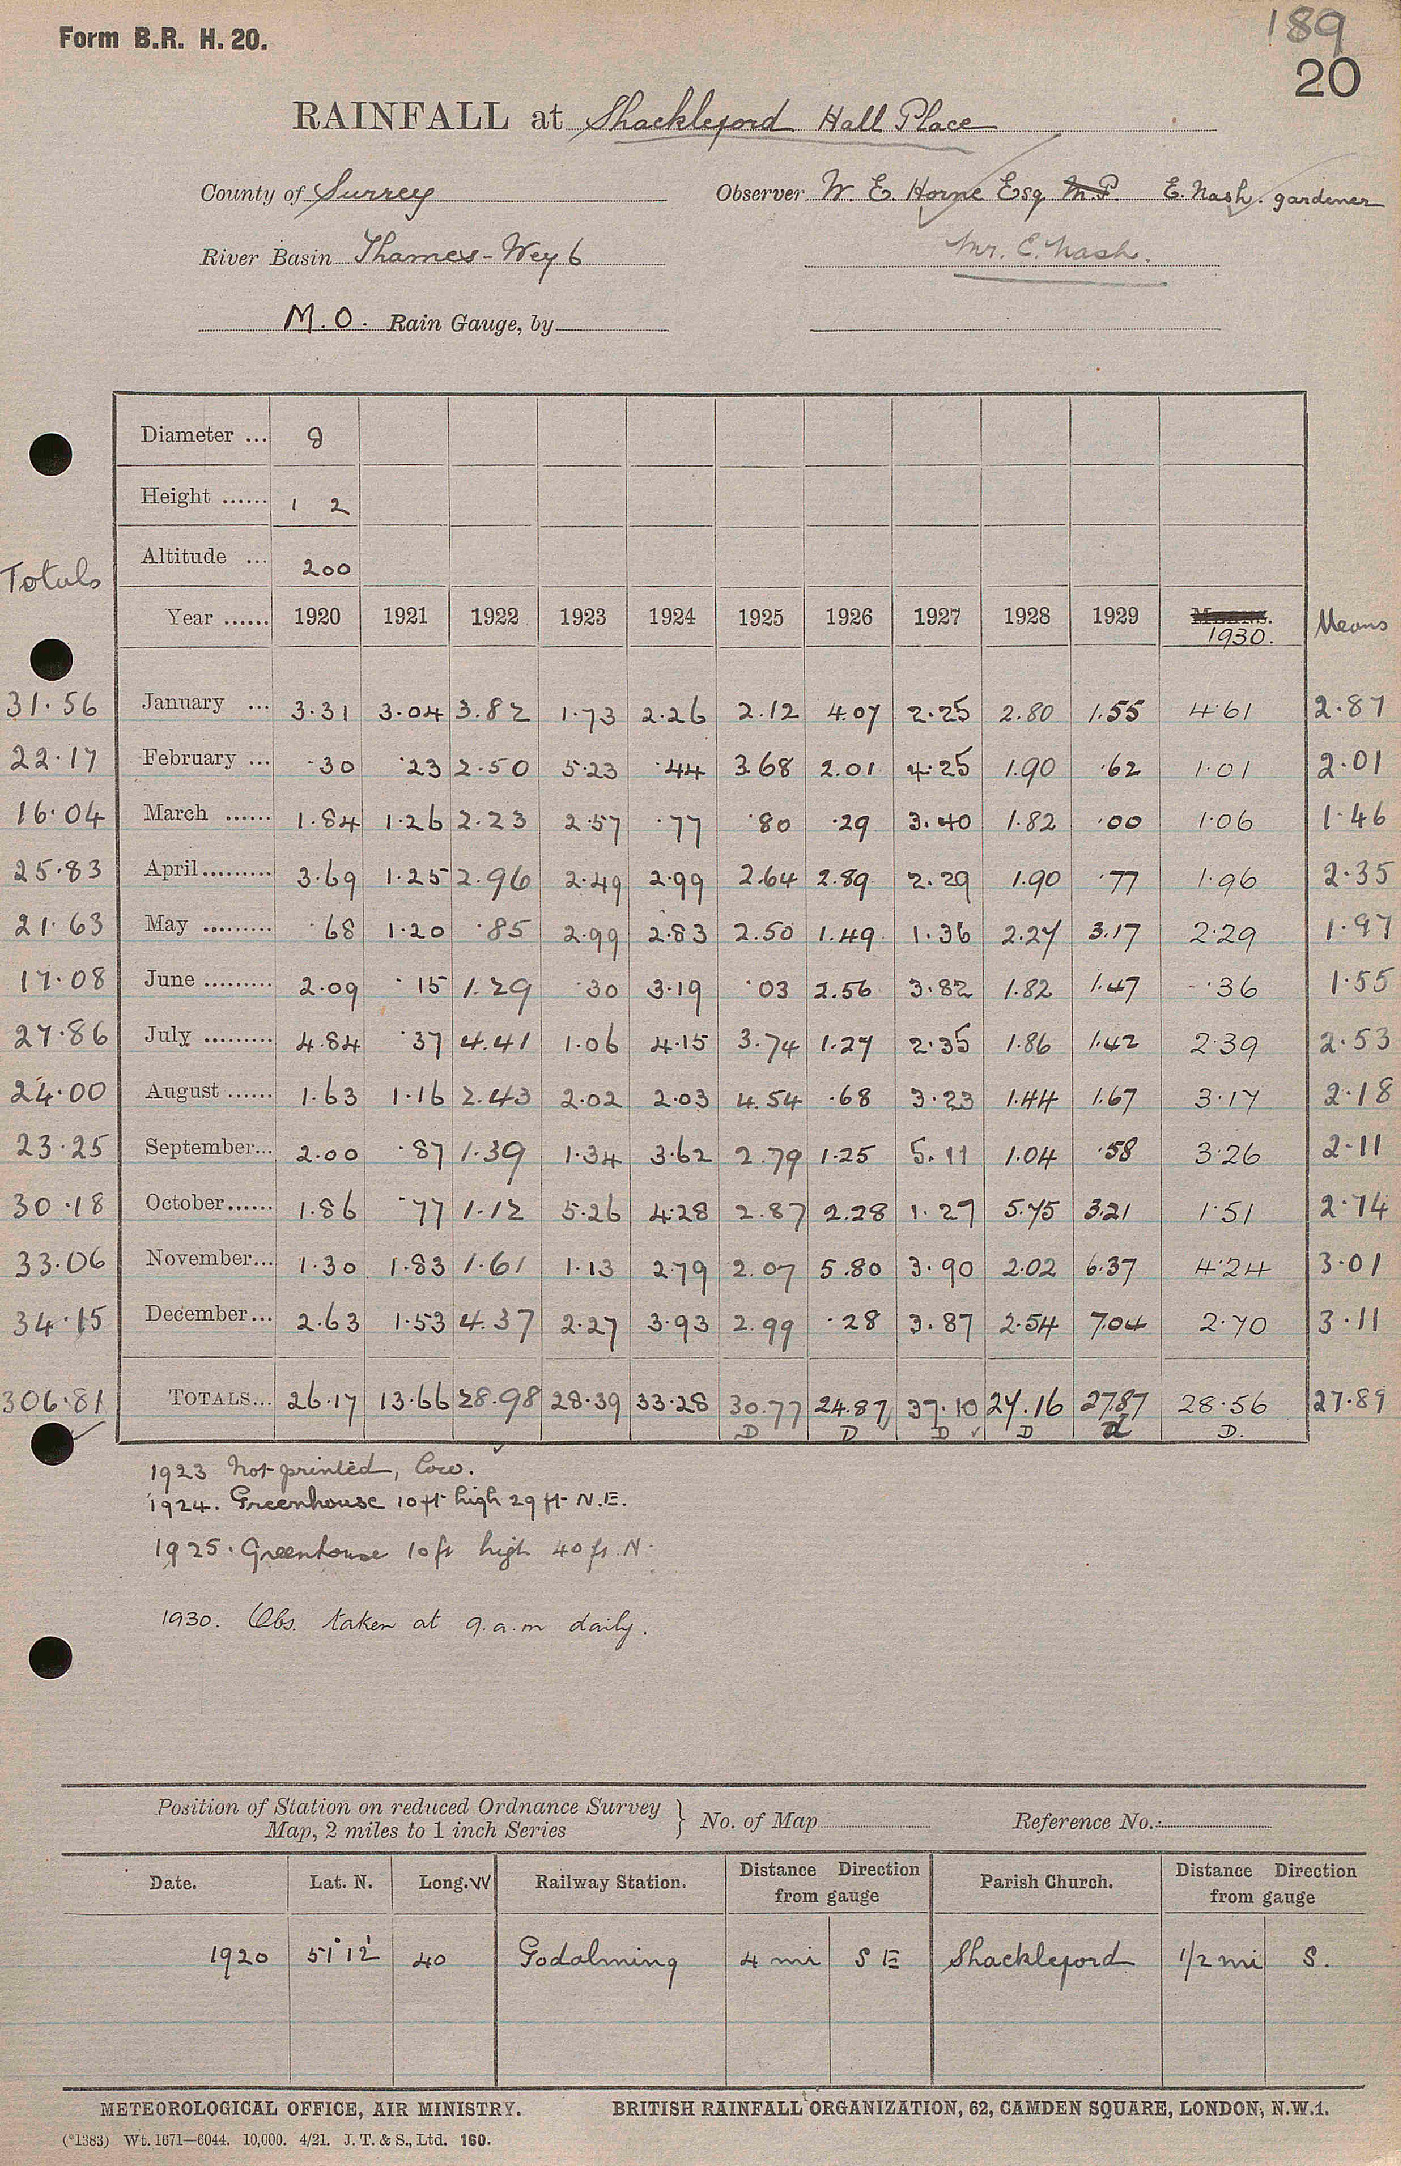 Form B.R. H. 20.
189
20
RAINFALL at Shackleford Hall Place
County of Surrey
Observer W. E. Horne Esq M.P. E. Nash. gardener
River Basin Thames - Wey 6
Mr. E. Nash.
M.O. Rain Gauge, by
Diameter ... 8
Height ...... 1 2
Altitude ... 200
Totals
Year ...... 1920 1921 1922 1923 1924 1925 1926 1927 1928 1929 1930. Means
31.56 January ... 3.31 3.04 3.82 1.73 2.26 2.12 4.07 2.25 2.80 1.55 4.61 2.87
22.17 February ... .30 .23 2.50 5.23 .44 3.68 2.01 4.25 1.90 .62 1.01 2.01
16.04 March ...... 1.84 1.26 2.23 2.57 .77 .80 .29 3.40 1.82 .00 1.06 1.46
25.83 April ......... 3.69 1.25 2.96 2.49 2.99 2.64 2.89 2.29 1.90 .77 1.96 2.35
21.63 May ......... .68 1.20 .85 2.99 2.83 2.50 1.49 1.36 2.27 3.17 2.29 1.97
17.08 June ......... 2.09 .15 1.29 .30 3.19 .03 2.56 3.82 1.82 1.47 .36 1.55
27.86 July ......... 4.84 .37 4.41 1.06 4.15 3.74 1.27 2.35 1.86 1.42 2.39 2.53
24.00 August ...... 1.63 1.16 2.43 2.02 2.03 4.54 .68 3.23 1.44 1.67 3.17 2.18
23.25 September... 2.00 .87 1.39 1.34 3.62 2.79 1.25 5.11 1.04 .58 3.26 2.11
30.18 October...... 1.86 .77 1.12 5.26 4.28 2.87 2.28 1.27 5.75 3.21 1.51 2.74
33.06 November... 1.30 1.83 1.61 1.13 2.79 2.07 5.80 3.90 2.02 6.37 4.24 3.01
34.15 December... 2.63 1.53 4.37 2.27 3.93 2.99 .28 3.87 2.54 7.04 2.70 3.11
306.81 TOTALS... 26.17 13.66 28.98 28.39 33.28 30.77 24.87 37.10 27.16 27.87 28.56 27.89
D D D D d D.
1923 Not printed, low.
1924. Greenhouse 10 ft high 29 ft N.E.
1925. Greenhouse 10 ft high 40 ft. N.
1930. Obs. taken at 9.a.m daily.
Position of Station on reduced Ordnance Survey
Map, 2 miles to 1 inch Series } No. of Map Reference No.:
Date. Lat. N. Long. W Railway Station. Distance Direction from gauge Parish Church. Distance Direction from gauge
1920 51° 12' 40 Godalming 4 mi S E Shackleford 1/2 mi S.
METEOROLOGICAL OFFICE, AIR MINISTRY. BRITISH RAINFALL ORGANIZATION, 62, CAMDEN SQUARE, LONDON, N.W.1.
(*1383) Wt. 1671—6044. 10,000. 4/21. J. T. & S., Ltd. 160.